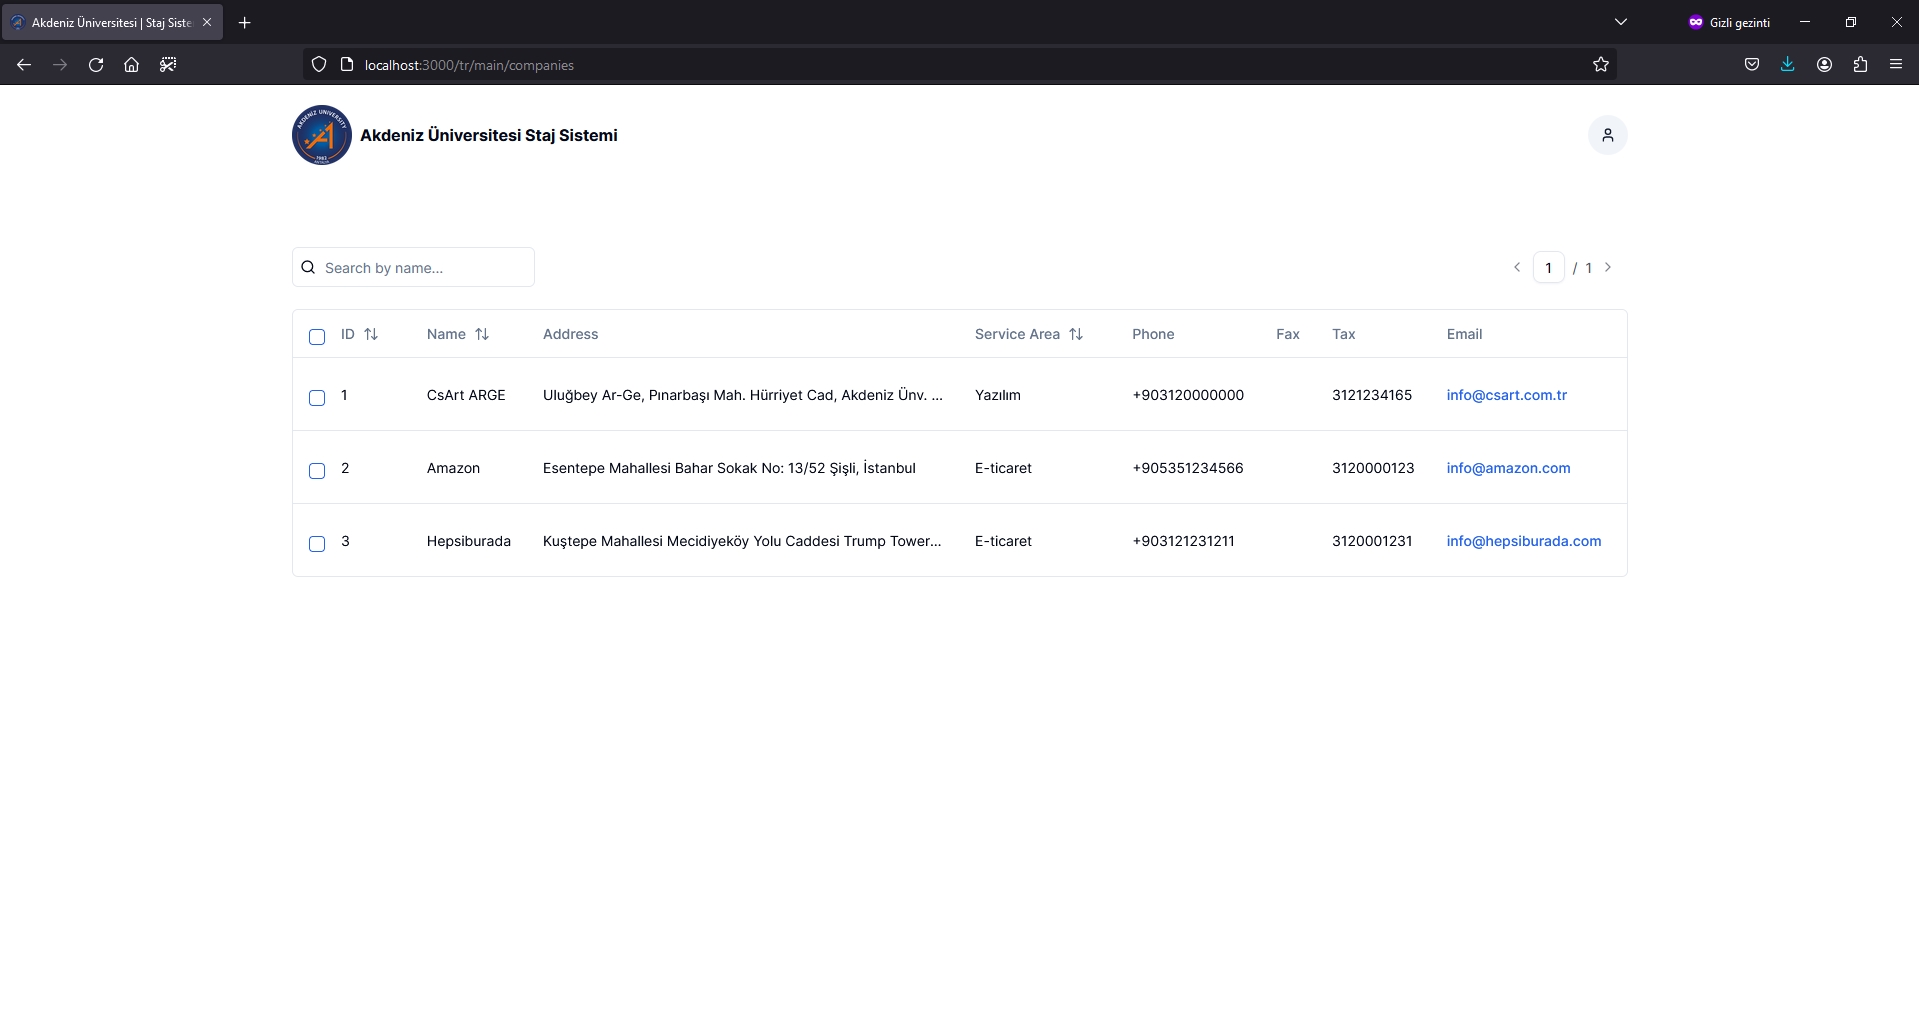 Akdeniz Üniversitesi | Staj Siste
Gizli gezinti
localhost:3000/tr/main/companies
AKDENIZ UNIVERSITY
1982
ANTALYA
Akdeniz Üniversitesi Staj Sistemi
Search by name...
1 / 1
ID Name Address Service Area Phone Fax Tax Email
1 CsArt ARGE Uluğbey Ar-Ge, Pınarbaşı Mah. Hürriyet Cad, Akdeniz Ünv. ... Yazılım +903120000000 3121234165 info@csart.com.tr
2 Amazon Esentepe Mahallesi Bahar Sokak No: 13/52 Şişli, İstanbul E-ticaret +905351234566 3120000123 info@amazon.com
3 Hepsiburada Kuştepe Mahallesi Mecidiyeköy Yolu Caddesi Trump Tower... E-ticaret +903121231211 3120001231 info@hepsiburada.com